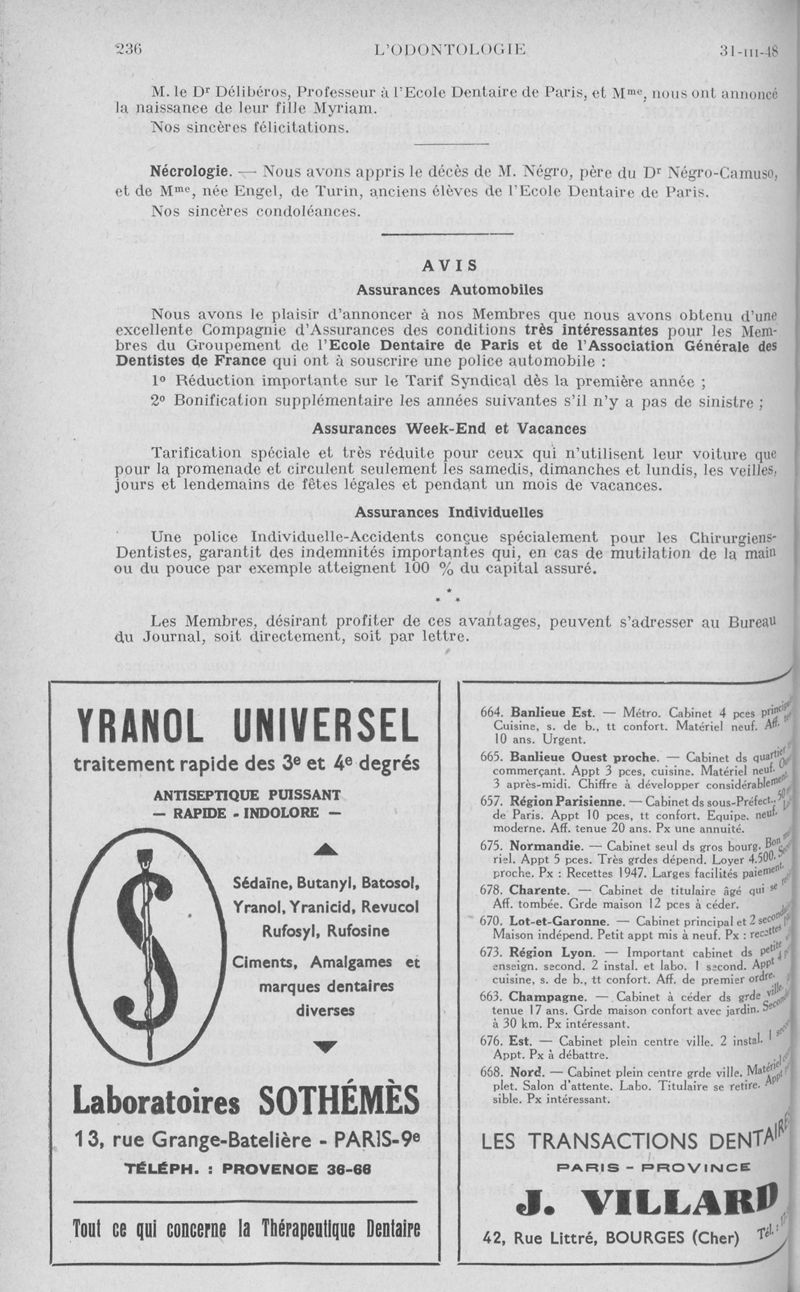 236 L'ODONTOLOGIE 31-III-48
M. le Dr Délibéros, Professeur à l'Ecole Dentaire de Paris, et Mme, nous ont annoncé
la naissance de leur fille Myriam.
Nos sincères félicitations.
Nécrologie. — Nous avons appris le décès de M. Négro, père du Dr Négro-Camuso,
et de Mme, née Engel, de Turin, anciens élèves de l'Ecole Dentaire de Paris.
Nos sincères condoléances.
AVIS
Assurances Automobiles
Nous avons le plaisir d'annoncer à nos Membres que nous avons obtenu d'une
excellente Compagnie d'Assurances des conditions très intéressantes pour les Mem-
bres du Groupement de l'Ecole Dentaire de Paris et de l'Association Générale des
Dentistes de France qui ont à souscrire une police automobile :
1º Réduction importante sur le Tarif Syndical dès la première année ;
2º Bonification supplémentaire les années suivantes s'il n'y a pas de sinistre ;
Assurances Week-End et Vacances
Tarification spéciale et très réduite pour ceux qui n'utilisent leur voiture que
pour la promenade et circulent seulement les samedis, dimanches et lundis, les veilles,
jours et lendemains de fêtes légales et pendant un mois de vacances.
Assurances Individuelles
Une police Individuelle-Accidents conçue spécialement pour les Chirurgiens-
Dentistes, garantit des indemnités importantes qui, en cas de mutilation de la main
ou du pouce par exemple atteignent 100 % du capital assuré.
Les Membres, désirant profiter de ces avantages, peuvent s'adresser au Bureau
du Journal, soit directement, soit par lettre.
YRANOL UNIVERSEL
traitement rapide des 3e et 4e degrés
ANTISEPTIQUE PUISSANT
— RAPIDE - INDOLORE —
Sédaïne, Butanyl, Batosol,
Yranol, Yranicid, Revucol
Rufosyl, Rufosine
Ciments, Amalgames et
marques dentaires
diverses
Laboratoires SOTHÉMÈS
13, rue Grange-Batelière - PARIS-9e
TÉLÉPH. : PROVENCE 36-66
Tout ce qui concerne la Thérapeutique Dentaire
664. Banlieue Est. — Métro. Cabinet 4 pces
Cuisine, s. de b., tt confort. Matériel neuf. Aff.
10 ans. Urgent.
665. Banlieue Ouest proche. — Cabinet ds quartier
commerçant. Appt 3 pces, cuisine. Matériel neuf.
3 après-midi. Chiffre à développer considérablement.
657. Région Parisienne. — Cabinet ds sous-Préfect.
de Paris. Appt 10 pces, tt confort. Equipe. neuf.
moderne. Aff. tenue 20 ans. Px une annuité.
675. Normandie. — Cabinet seul ds gros bourg. Bon
riel. Appt 5 pces. Très grdes dépend. Loyer 4.500.
proche. Px : Recettes 1947. Larges facilités paiement.
678. Charente. — Cabinet de titulaire âgé qui se
Aff. tombée. Grde maison 12 pces à céder.
670. Lot-et-Garonne. — Cabinet principal et 2
Maison indépend. Petit appt mis à neuf. Px : recettes
673. Région Lyon. — Important cabinet ds petite
enseign. second. 2 instal. et labo. 1 second. Appt
cuisine, s. de b., tt confort. Aff. de premier ordre.
663. Champagne. — Cabinet à céder ds grde ville
tenue 17 ans. Grde maison confort avec jardin.
à 30 km. Px intéressant.
676. Est. — Cabinet plein centre ville. 2 instal. 1
Appt. Px à débattre.
668. Nord. — Cabinet plein centre grde ville. Matériel
plet. Salon d'attente. Labo. Titulaire se retire. Appt
sible. Px intéressant.
LES TRANSACTIONS DENTAIRES
PARIS - PROVINCE
J. VILLARD
42, Rue Littré, BOURGES (Cher) Tél. :